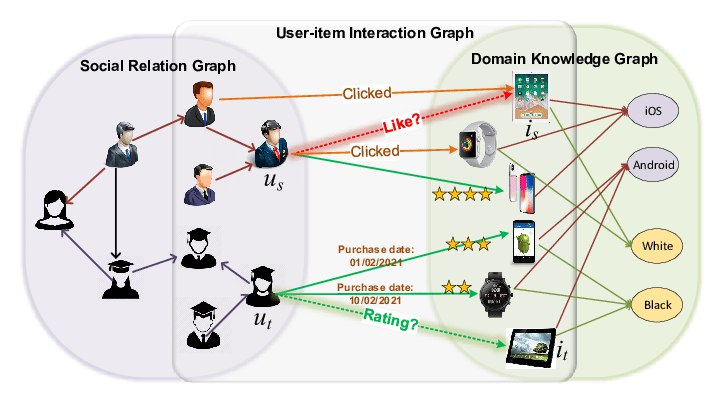 User-item Interaction Graph
Social Relation Graph
Domain Knowledge Graph
Clicked
Like?
i_s
iOS
Clicked
u_s
Android
Purchase date:
01/02/2021
White
Purchase date:
10/02/2021
Black
u_t
Rating?
i_t